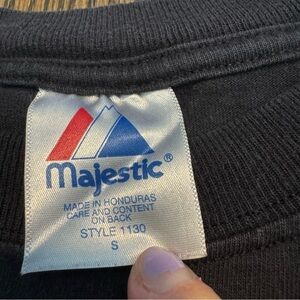 Majestic®
MADE IN HONDURAS
CARE AND CONTENT
ON BACK
STYLE 1130
S